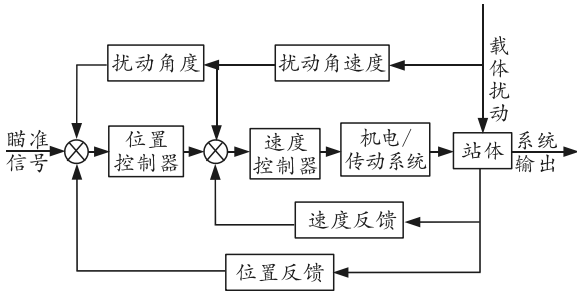 扰动角度
扰动角速度
载体扰动
瞄准
信号
位置
控制器
速度
控制器
机电/
传动系统
站体
系统
输出
速度反馈
位置反馈